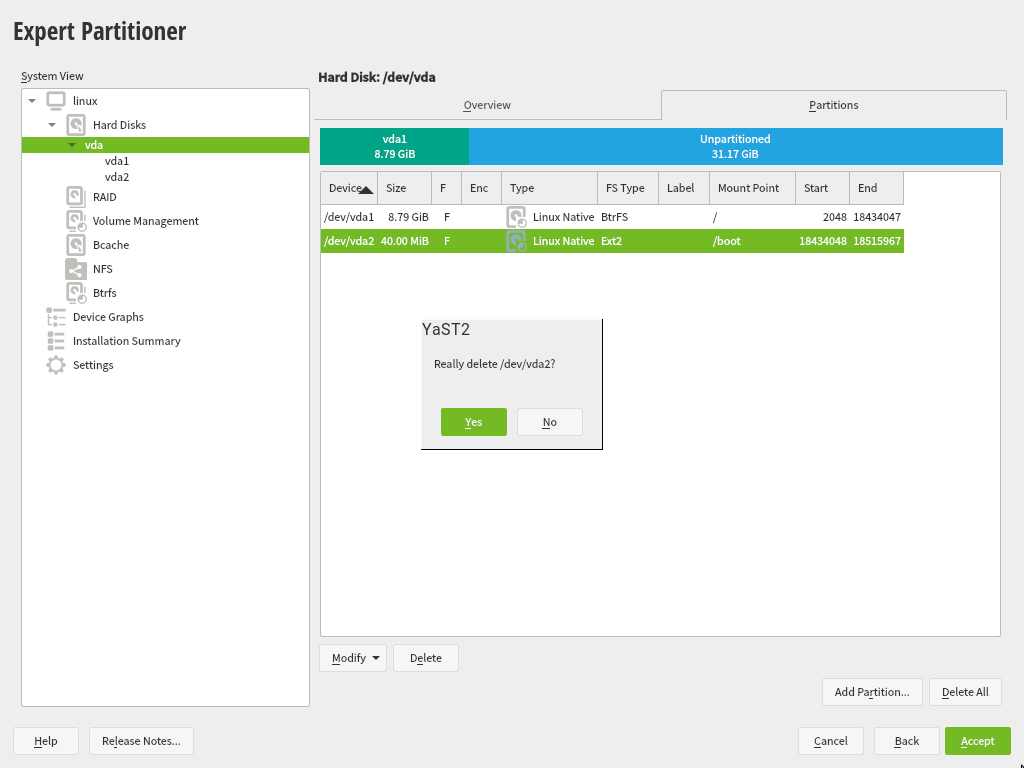 Expert Partitioner
System View
linux
Hard Disks
vda
vda1
vda2
RAID
Volume Management
Bcache
NFS
Btrfs
Device Graphs
Installation Summary
Settings
Hard Disk: /dev/vda
Overview
Partitions
vda1
8.79 GiB
Unpartitioned
31.17 GiB
Device Size F Enc Type FS Type Label Mount Point Start End
/dev/vda1 8.79 GiB F Linux Native BtrFS / 2048 18434047
/dev/vda2 40.00 MiB F Linux Native Ext2 /boot 18434048 18515967
YaST2
Really delete /dev/vda2?
Yes
No
Modify
Delete
Add Partition...
Delete All
Help
Release Notes...
Cancel
Back
Accept